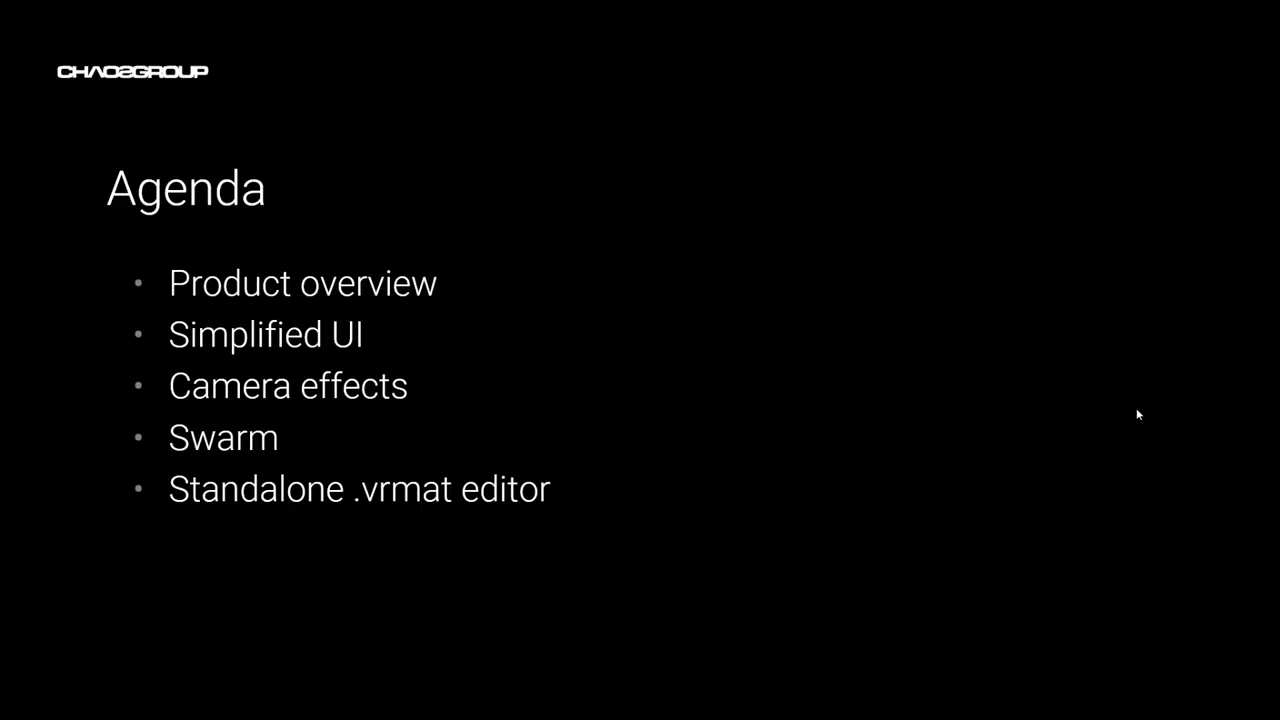 CHAOSGROUP
Agenda
• Product overview
• Simplified UI
• Camera effects
• Swarm
• Standalone .vrmat editor